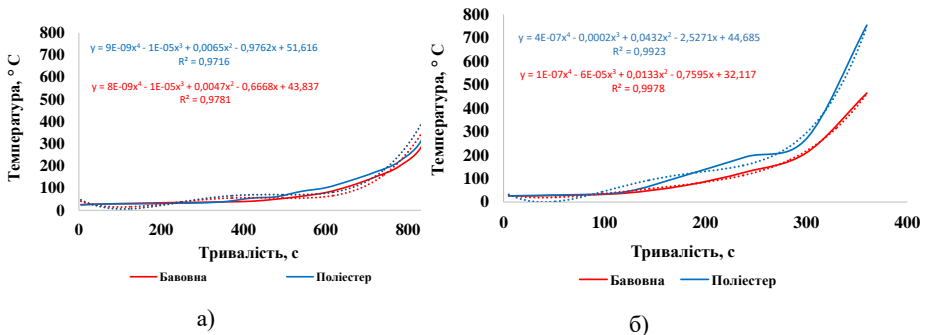 800
700
600
500
400
300
200
100
0
Температура, ° С
y = 9E-09x⁴ - 1E-05x³ + 0,0065x² - 0,9762x + 51,616
R² = 0,9716
y = 8E-09x⁴ - 1E-05x³ + 0,0047x² - 0,6668x + 43,837
R² = 0,9781
0 200 400 600 800
Тривалість, с
Бавовна Поліестер
а)
800
700
600
500
400
300
200
100
0
Температура, ° С
y = 4E-07x⁴ - 0,0002x³ + 0,0432x² - 2,5271x + 44,685
R² = 0,9923
y = 1E-07x⁴ - 6E-05x³ + 0,0133x² - 0,7595x + 32,117
R² = 0,9978
0 100 200 300 400
Тривалість, с
Бавовна Поліестер
б)